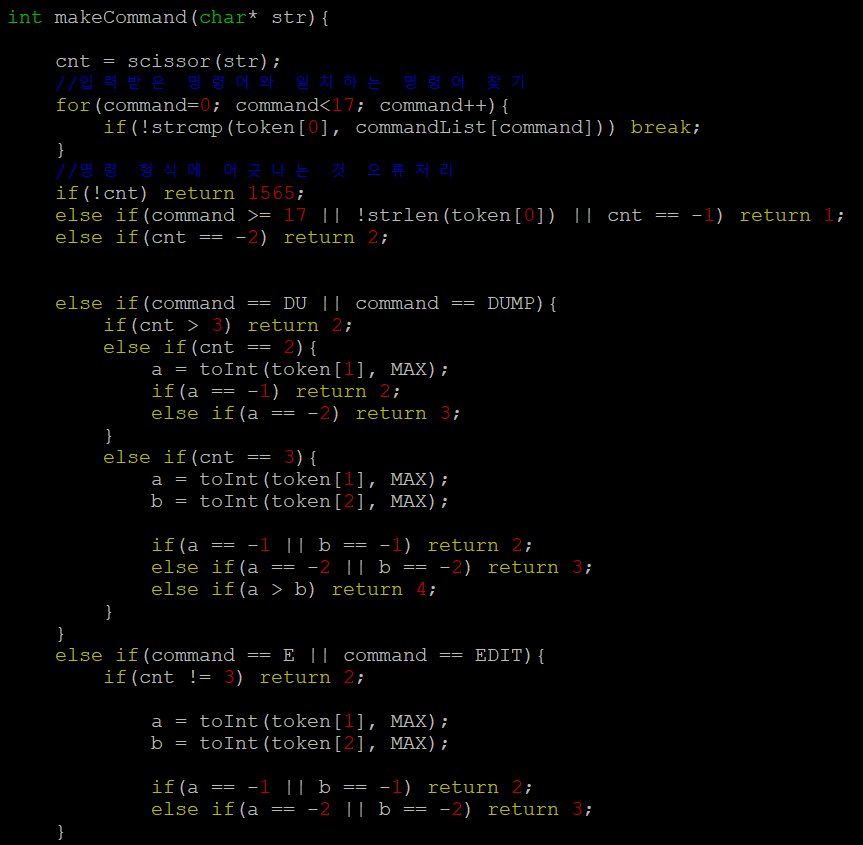 int makeCommand(char* str){
cnt = scissor(str);
//입력받은 명령어와 일치하는 명령어 찾기
for(command=0; command<17; command++){
if(!strcmp(token[0], commandList[command])) break;
}
//명령 형식에 어긋나는 것 오류처리
if(!cnt) return 1565;
else if(command >= 17 || !strlen(token[0]) || cnt == -1) return 1;
else if(cnt == -2) return 2;
else if(command == DU || command == DUMP){
if(cnt > 3) return 2;
else if(cnt == 2){
a = toInt(token[1], MAX);
if(a == -1) return 2;
else if(a == -2) return 3;
}
else if(cnt == 3){
a = toInt(token[1], MAX);
b = toInt(token[2], MAX);
if(a == -1 || b == -1) return 2;
else if(a == -2 || b == -2) return 3;
else if(a > b) return 4;
}
}
else if(command == E || command == EDIT){
if(cnt != 3) return 2;
a = toInt(token[1], MAX);
b = toInt(token[2], MAX);
if(a == -1 || b == -1) return 2;
else if(a == -2 || b == -2) return 3;
}